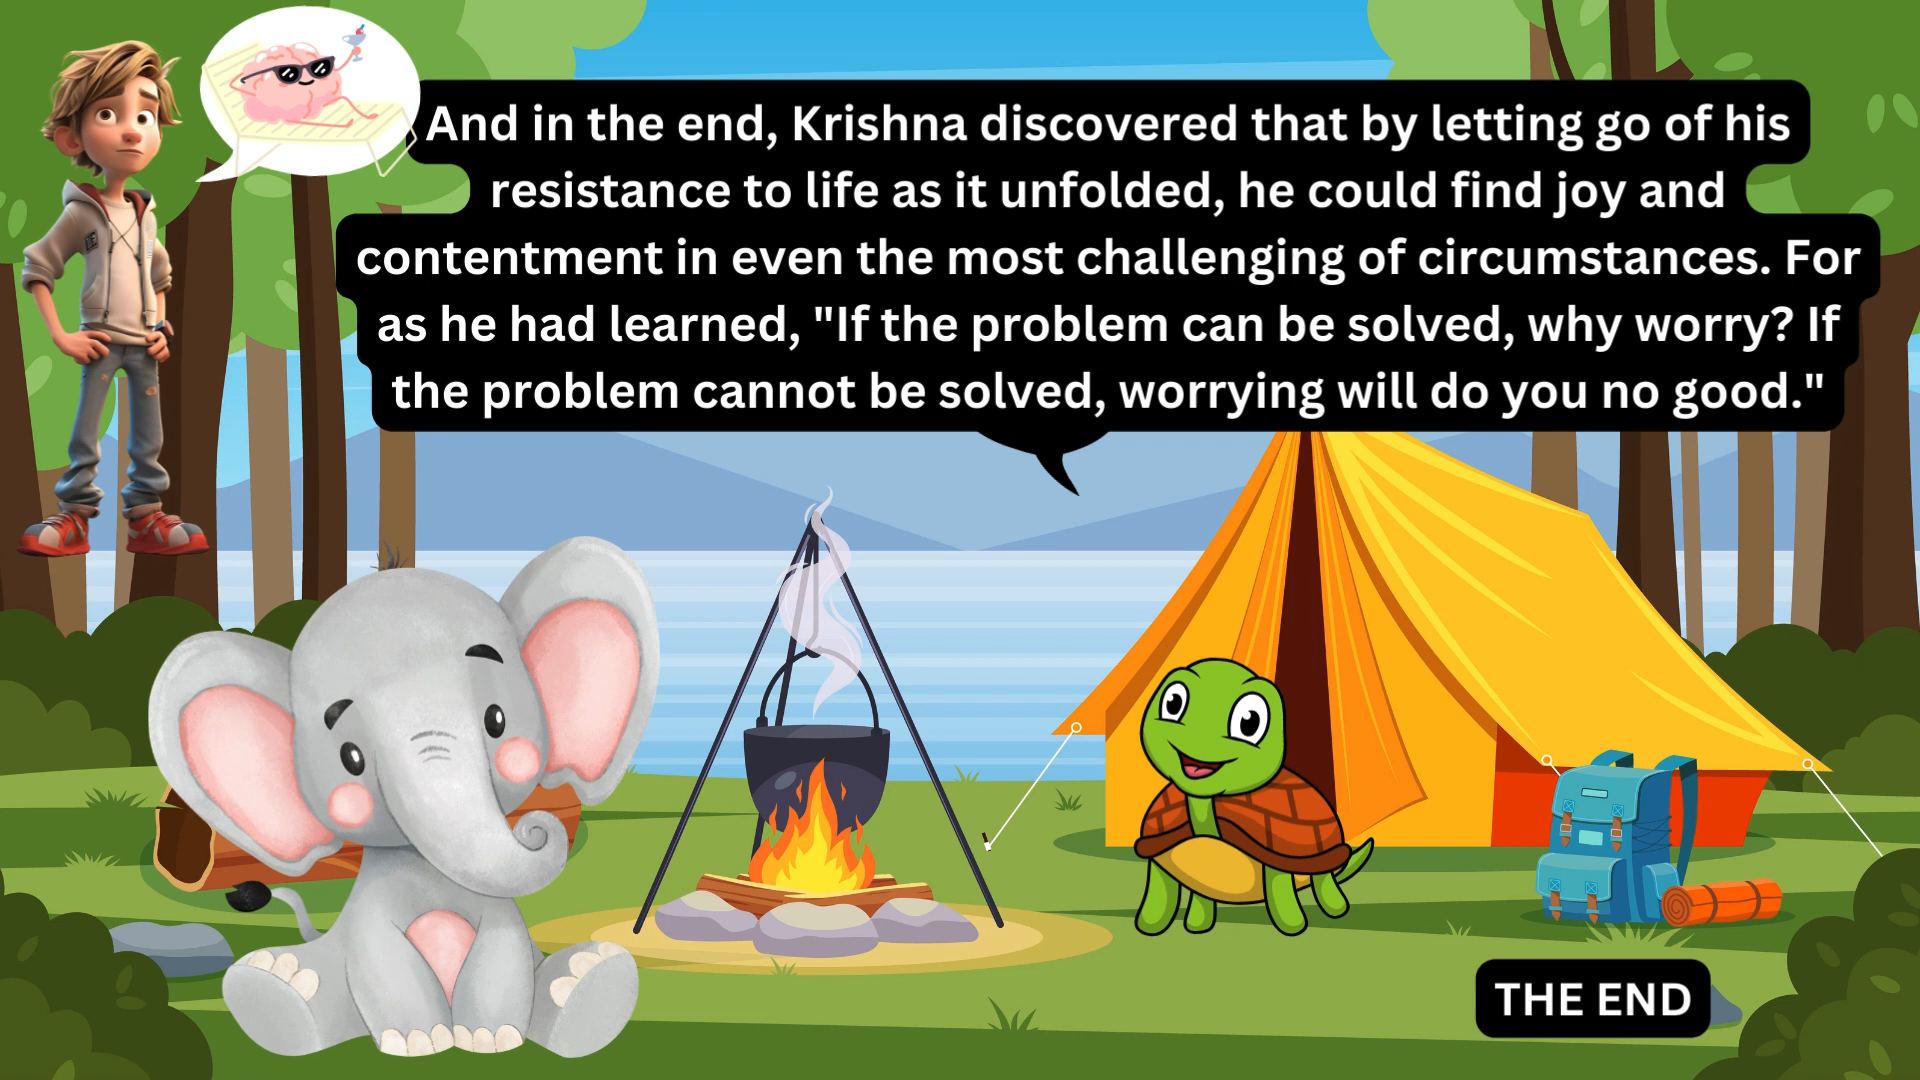 And in the end, Krishna discovered that by letting go of his
resistance to life as it unfolded, he could find joy and
contentment in even the most challenging of circumstances. For
as he had learned, "If the problem can be solved, why worry? If
the problem cannot be solved, worrying will do you no good."
THE END